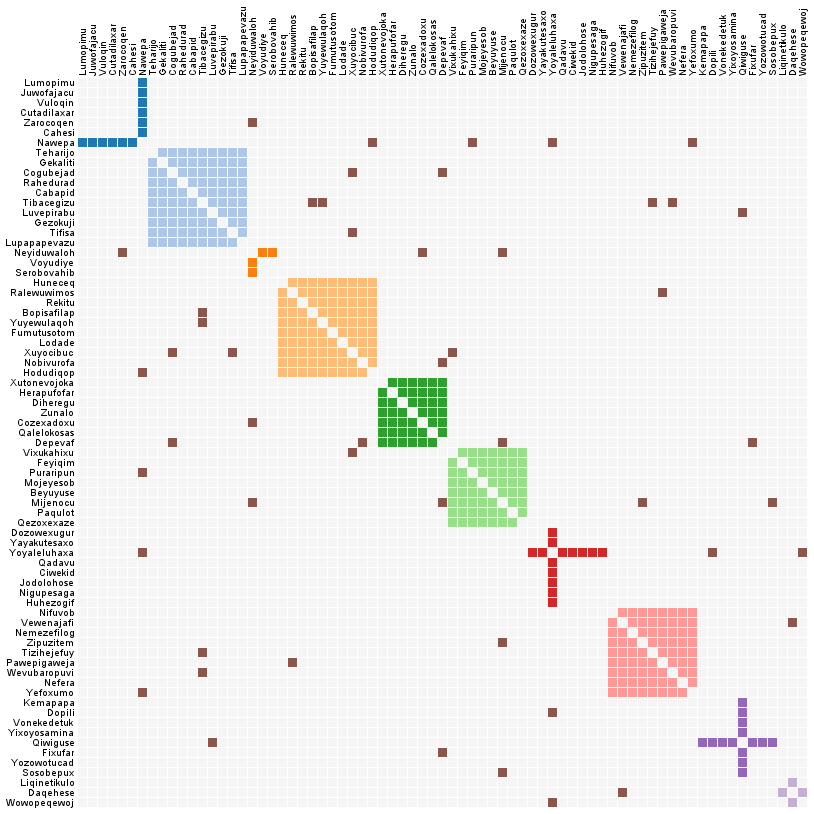 Lumopimu
Juwofajacu
Vuloqin
Cutadilaxar
Zarocoqen
Cahesi
Nawepa
Teharijo
Gekaliti
Cogubejad
Rahedurad
Cabapid
Tibacegizu
Luvepirabu
Gezokuji
Tifisa
Lupapapevazu
Neyiduwaloh
Voyudiye
Serobovahib
Huneceq
Ralewuwimos
Rekitu
Bopisafilap
Yuyewulaqoh
Fumutusotom
Lodade
Xuyocibuc
Nobivurofa
Hodudiqop
Xutonevojoka
Herapufofar
Diheregu
Zunalo
Cozexadoxu
Qalelokosas
Depevaf
Vixukahixu
Feyiqim
Puraripun
Mojeyesob
Beyuyuse
Mijenocu
Paqulot
Qezoxexaze
Dozowexugur
Yayakutesaxo
Yoyaleluhaxa
Qadavu
Ciwekid
Jodolohose
Nigupesaga
Huhezogif
Nifuvob
Vewenajafi
Nemezefilog
Zipuzitem
Tizihejefuy
Pawepigaweja
Wevubaropuvi
Nefera
Yefoxumo
Kemapapa
Dopili
Vonekedetuk
Yixoyosamina
Qiwiguse
Fixufar
Yozowotucad
Sosobepux
Liqinetikulo
Daqehese
Wowopeqewoj
Lumopimu
Juwofajacu
Vuloqin
Cutadilaxar
Zarocoqen
Cahesi
Nawepa
Teharijo
Gekaliti
Cogubejad
Rahedurad
Cabapid
Tibacegizu
Luvepirabu
Gezokuji
Tifisa
Lupapapevazu
Neyiduwaloh
Voyudiye
Serobovahib
Huneceq
Ralewuwimos
Rekitu
Bopisafilap
Yuyewulaqoh
Fumutusotom
Lodade
Xuyocibuc
Nobivurofa
Hodudiqop
Xutonevojoka
Herapufofar
Diheregu
Zunalo
Cozexadoxu
Qalelokosas
Depevaf
Vixukahixu
Feyiqim
Puraripun
Mojeyesob
Beyuyuse
Mijenocu
Paqulot
Qezoxexaze
Dozowexugur
Yayakutesaxo
Yoyaleluhaxa
Qadavu
Ciwekid
Jodolohose
Nigupesaga
Huhezogif
Nifuvob
Vewenajafi
Nemezefilog
Zipuzitem
Tizihejefuy
Pawepigaweja
Wevubaropuvi
Nefera
Yefoxumo
Kemapapa
Dopili
Vonekedetuk
Yixoyosamina
Qiwiguse
Fixufar
Yozowotucad
Sosobepux
Liqinetikulo
Daqehese
Wowopeqewoj